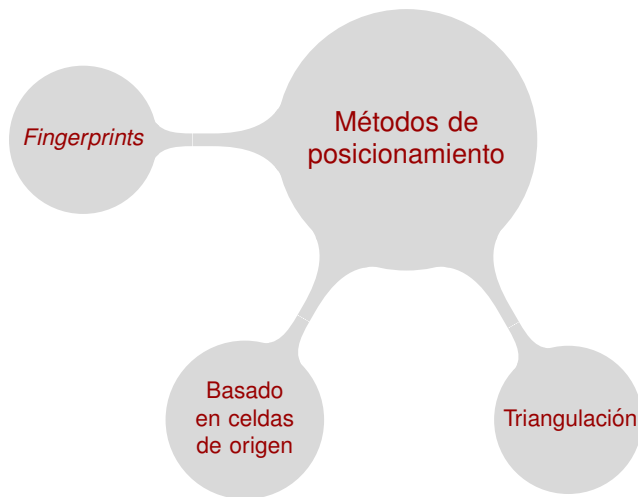 Métodos de
posicionamiento
Fingerprints
Basado
en celdas
de origen
Triangulación